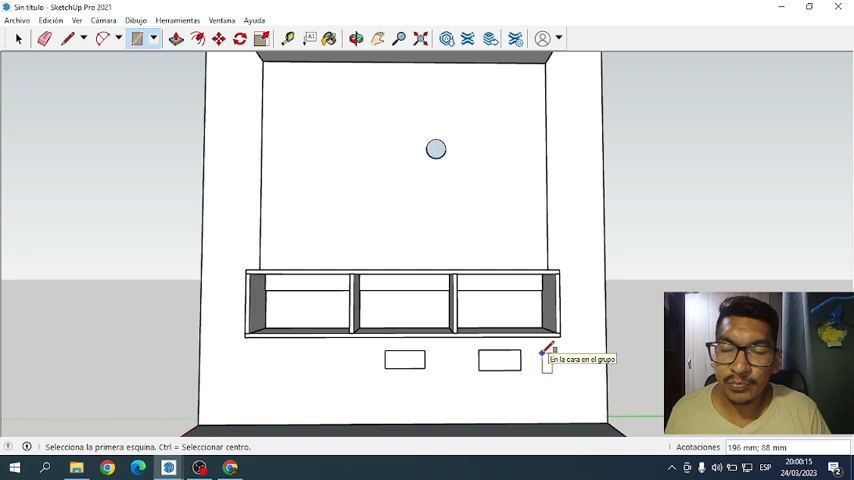 Sin título - SketchUp Pro 2021
Archivo Edición Ver Cámara Dibujo Herramientas Ventana Ayuda
A1
En la cara en el grupo
Selecciona la primera esquina. Ctrl = Seleccionar centro.
Acotaciones 196 mm; 88 mm
ESP
20:00:15
24/03/2023
2